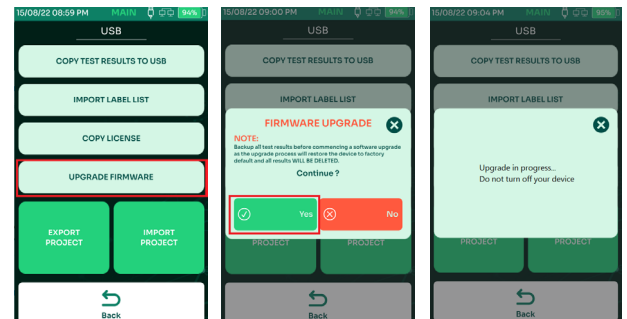 15/08/22 08:59 PM MAIN 94%
USB
COPY TEST RESULTS TO USB
IMPORT LABEL LIST
COPY LICENSE
UPGRADE FIRMWARE
EXPORT
PROJECT
IMPORT
PROJECT
Back
15/08/22 09:00 PM MAIN 94%
USB
COPY TEST RESULTS TO USB
IMPORT LABEL LIST
FIRMWARE UPGRADE
NOTE:
Backup all test results before commencing a software upgrade
as the upgrade process will restore the device to factory
default and all results WILL BE DELETED.
Continue ?
Yes
No
PROJECT
PROJECT
Back
15/08/22 09:04 PM MAIN 95%
USB
COPY TEST RESULTS TO USB
IMPORT LABEL LIST
Upgrade in progress...
Do not turn off your device
PROJECT
PROJECT
Back